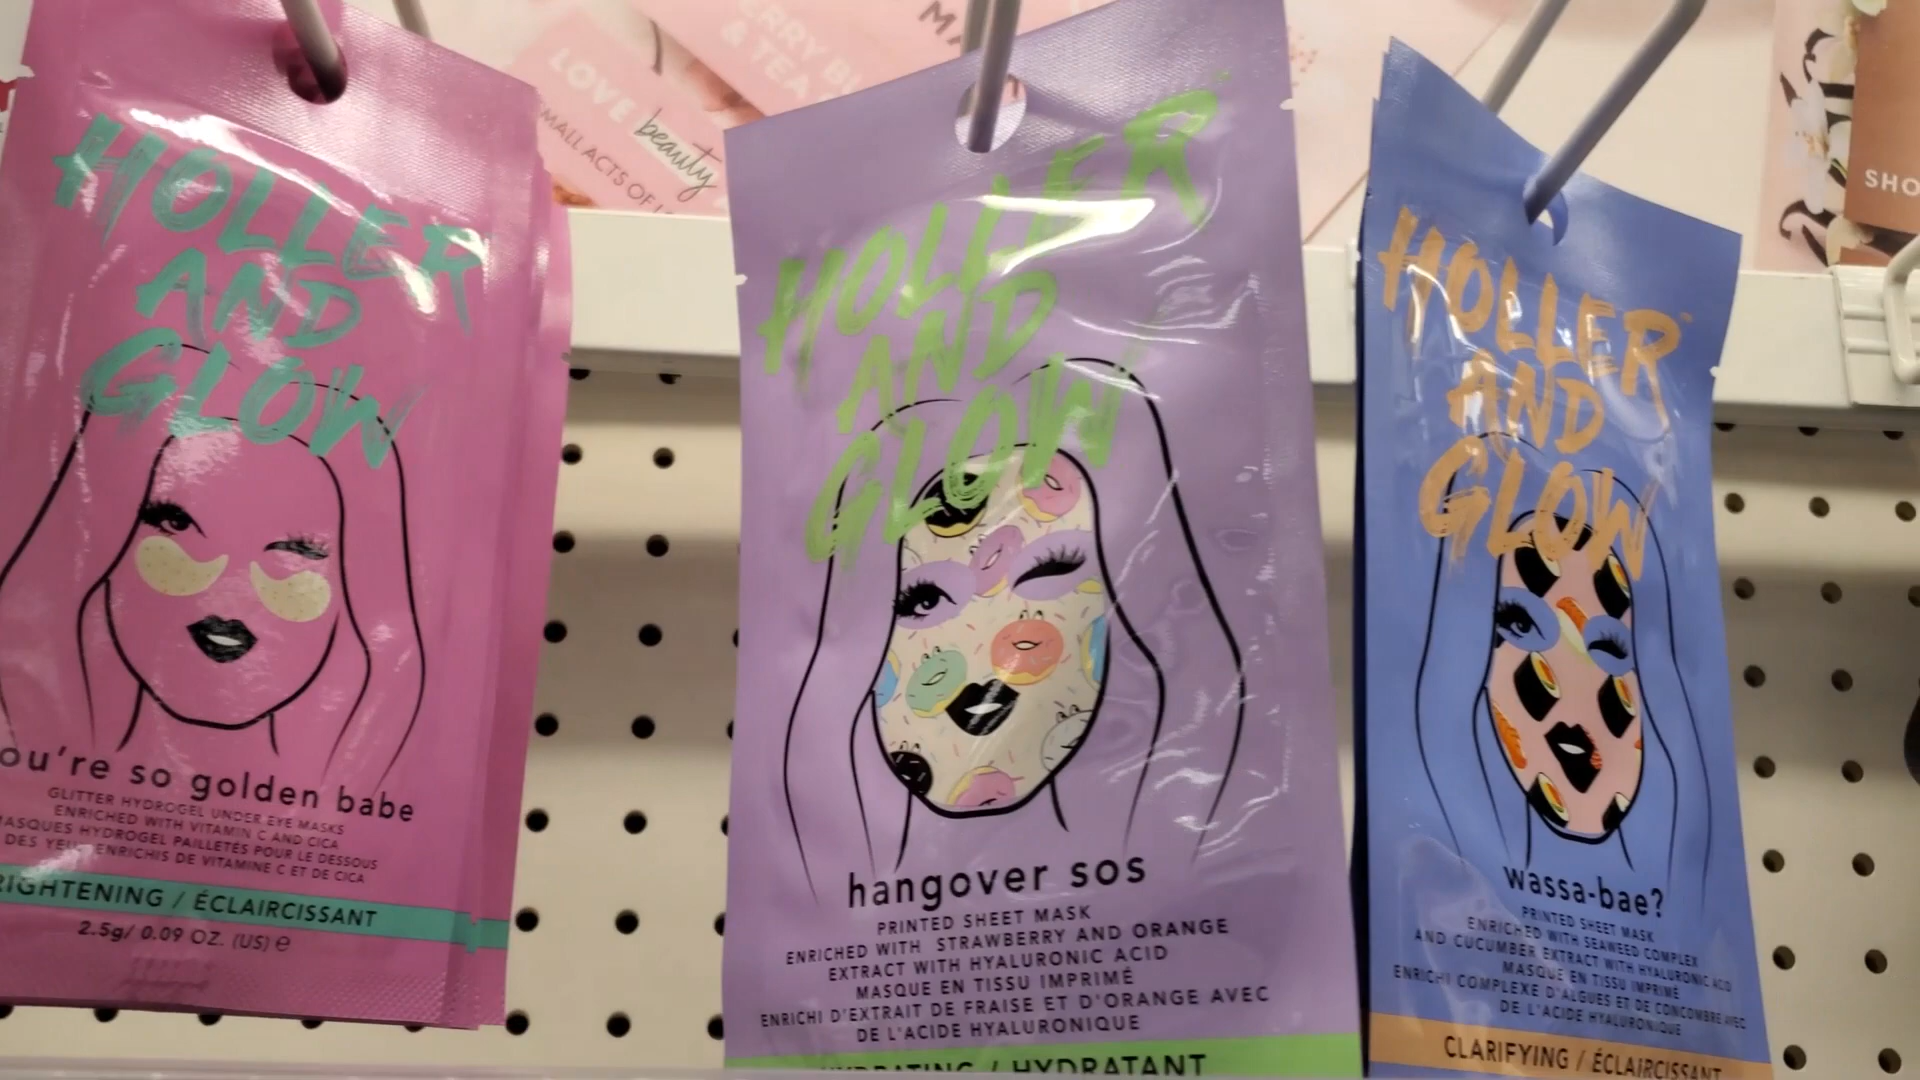 LOVE beauty
HOLLER
AND
GLOW
ou're so golden babe
GLITTER HYDROGEL UNDER EYE MASKS
ENRICHED WITH VITAMIN C AND CICA
MASQUES HYDROGEL PAILLETÉS POUR LE DESSOUS
DES YEUX ENRICHIS DE VITAMINE C ET DE CICA
RIGHTENING / ÉCLAIRCISSANT
2.5g/ 0.09 OZ. (US) e
HOLLER
AND
GLOW
hangover sos
PRINTED SHEET MASK
ENRICHED WITH STRAWBERRY AND ORANGE
EXTRACT WITH HYALURONIC ACID
MASQUE EN TISSU IMPRIMÉ
ENRICHI D'EXTRAIT DE FRAISE ET D'ORANGE AVEC
DE L'ACIDE HYALURONIQUE
HYDRATING / HYDRATANT
HOLLER
AND
GLOW
wassa-bae?
PRINTED SHEET MASK
ENRICHED WITH SEAWEED COMPLEX
AND CUCUMBER EXTRACT WITH HYALURONIC ACID
MASQUE EN TISSU IMPRIMÉ
ENRICHI COMPLEXE D'ALGUES ET DE CONCOMBRE AVEC
DE L'ACIDE HYALURONIQUE
CLARIFYING / ÉCLAIRCISSANT
SHO